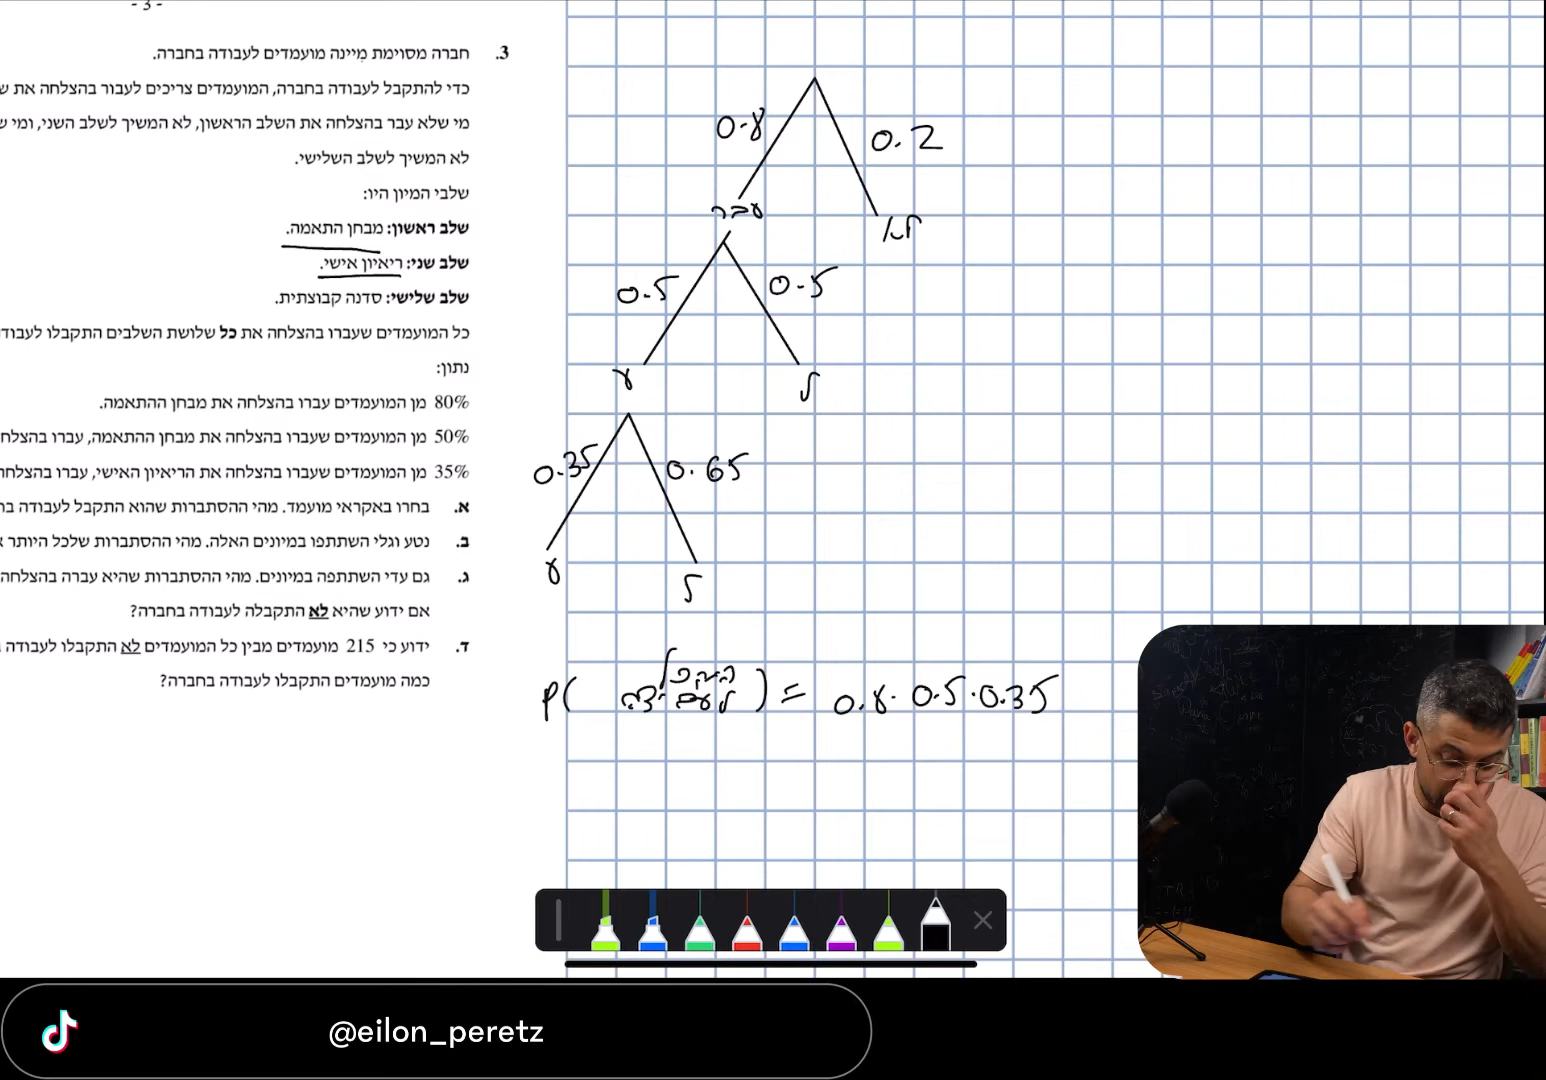 - 3 -
3. חברה מסוימת מיינה מועמדים לעבודה בחברה.
כדי להתקבל לעבודה בחברה, המועמדים צריכים לעבור בהצלחה את
מי שלא עבר בהצלחה את השלב הראשון, לא המשיך לשלב השני, ומי
לא המשיך לשלב השלישי.
שלבי המיון היו:
שלב ראשון: מבחן התאמה.
שלב שני: ריאיון אישי.
שלב שלישי: סדנה קבוצתית.
כל המועמדים שעברו בהצלחה את כל שלושת השלבים התקבלו
נתון:
80% מן המועמדים עברו בהצלחה את מבחן ההתאמה.
50% מן המועמדים שעברו בהצלחה את מבחן ההתאמה, עברו
35% מן המועמדים שעברו בהצלחה את הריאיון האישי, עברו
א. בחרו באקראי מועמד. מהי ההסתברות שהוא התקבל לעבודה
ב. נטע וגלי השתתפו במיונים האלה. מהי ההסתברות שלכל היותר
ג. גם עדי השתתפה במיונים. מהי ההסתברות שהיא עברה בהצלחה
אם ידוע שהיא לא התקבלה לעבודה בחברה?
ד. ידוע כי 215 מועמדים מבין כל המועמדים לא התקבלו לעבודה
כמה מועמדים התקבלו לעבודה בחברה?
0.8 0.2
עבר לא
0.5 0.5
ע ל
0.35 0.65
ע ל
P( התקבל לעבודה ) = 0.8 · 0.5 · 0.35
@eilon_peretz